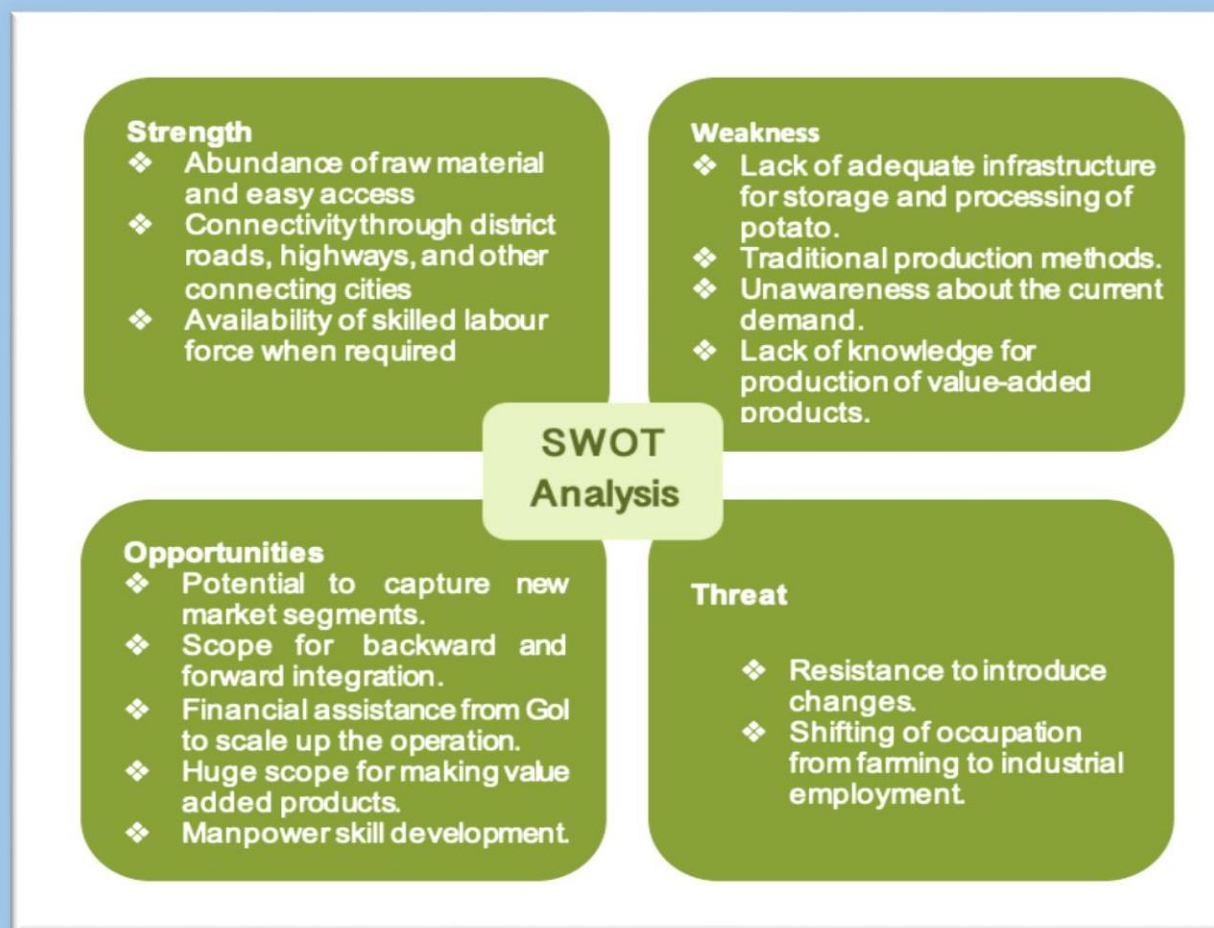 Strength
❖ Abundance of raw material
and easy access
❖ Connectivity through district
roads, highways, and other
connecting cities
❖ Availability of skilled labour
force when required
Weakness
❖ Lack of adequate infrastructure
for storage and processing of
potato.
❖ Traditional production methods.
❖ Unawareness about the current
demand.
❖ Lack of knowledge for
production of value-added
products.
SWOT
Analysis
Opportunities
❖ Potential to capture new
market segments.
❖ Scope for backward and
forward integration.
❖ Financial assistance from GoI
to scale up the operation.
❖ Huge scope for making value
added products.
❖ Manpower skill development.
Threat
❖ Resistance to introduce
changes.
❖ Shifting of occupation
from farming to industrial
employment.